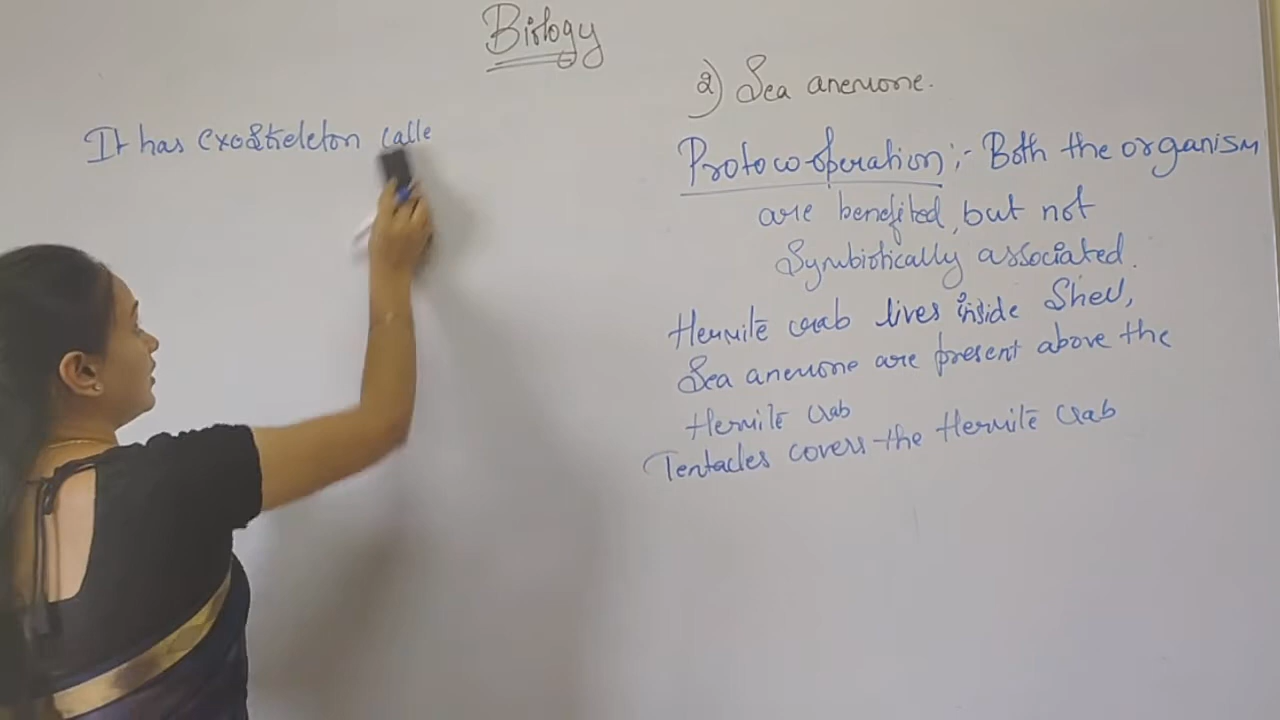 Biology
It has exoskeleton calle
2) Sea anemone.
Protocooperation :- Both the organism
are benefited, but not
Symbiotically associated.
Hermite crab lives inside Shell,
Sea anemone are present above the
Hermite Crab
Tentacles covers the Hermite Crab